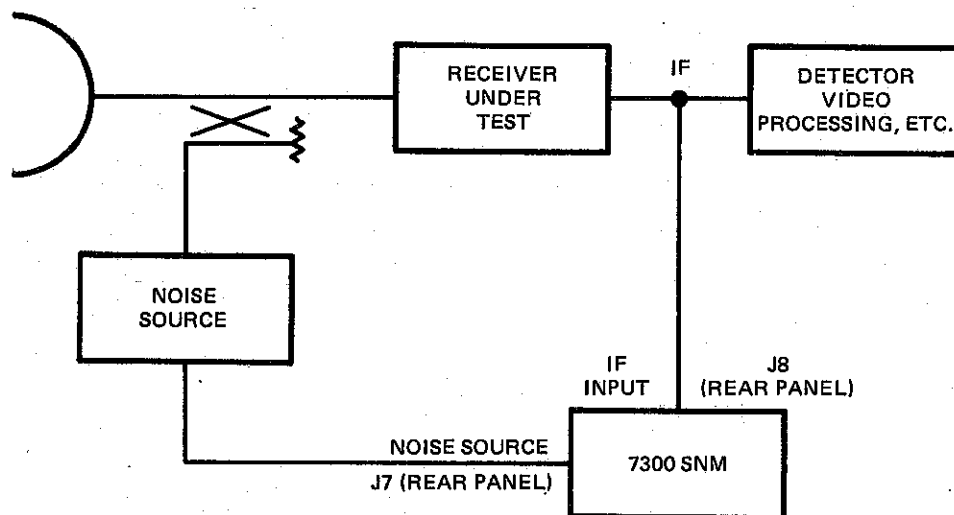 RECEIVER
UNDER
TEST
IF
DETECTOR
VIDEO
PROCESSING, ETC.
NOISE
SOURCE
IF
INPUT
J8
(REAR PANEL)
NOISE SOURCE
J7 (REAR PANEL)
7300 SNM